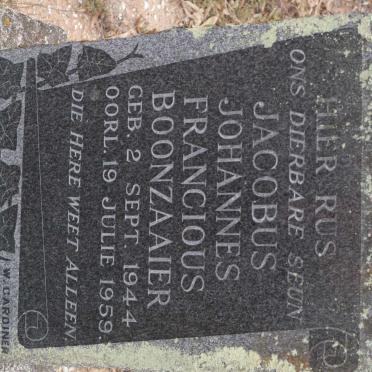 HIER RUS
ONS DIERBARE SEUN
JACOBUS
JOHANNES
FRANCIOUS
BOONZAAIER
GEB. 2 SEPT. 1944
OORL. 19 JULIE 1959.
DIE HERE WEET ALLEEN
J.W. GARDINER